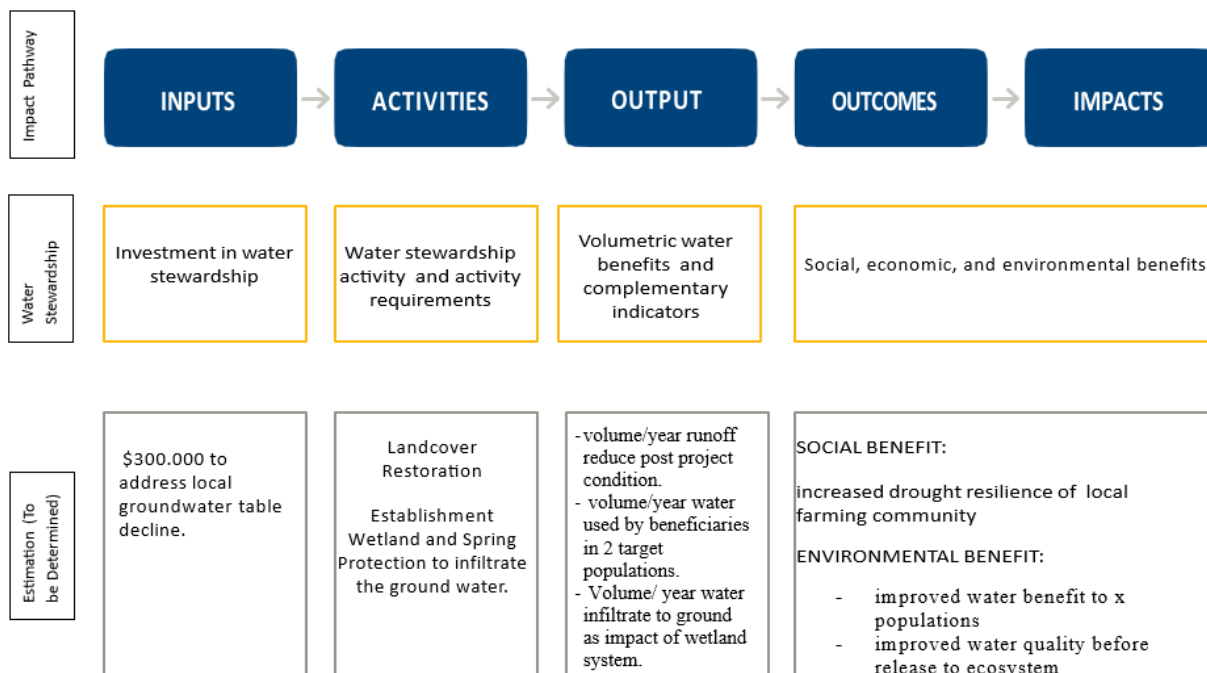 Impact Pathway
INPUTS
ACTIVITIES
OUTPUT
OUTCOMES
IMPACTS
Water
Stewardship
Investment in water
stewardship
Water stewardship
activity and activity
requirements
Volumetric water
benefits and
complementary
indicators
Social, economic, and environmental benefits
Estimation (To
be Determined)
$300.000 to
address local
groundwater table
decline.
Landcover
Restoration
Establishment
Wetland and Spring
Protection to infiltrate
the ground water.
-volume/year runoff
reduce post project
condition.
- volume/year water
used by beneficiaries
in 2 target
populations.
- Volume/ year water
infiltrate to ground
as impact of wetland
system.
SOCIAL BENEFIT:
increased drought resilience of local
farming community
ENVIRONMENTAL BENEFIT:
- improved water benefit to x
populations
- improved water quality before
release to ecosystem